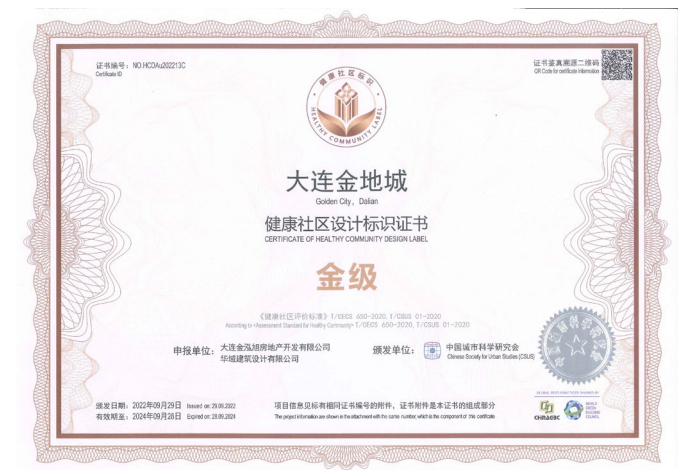 证书编号：NO.HCDAu202213C
Certificate ID
证书鉴真溯源二维码
QR Code for certificate information
健康社区标识
HEALTHY COMMUNITY LABEL
大连金地城
Golden City, Dalian
健康社区设计标识证书
CERTIFICATE OF HEALTHY COMMUNITY DESIGN LABEL
金级
《健康社区评价标准》T/CECS 650-2020, T/CSUS 01-2020
According to <Assessment Standard for Healthy Community> T/CECS 650-2020, T/CSUS 01-2020
申报单位：大连金泓旭房地产开发有限公司
华域建筑设计有限公司
颁发单位：中国城市科学研究会
Chinese Society for Urban Studies (CSUS)
颁发日期：2022年09月29日 Issued on: 29.09.2022
有效期至：2024年09月28日 Expired on: 28.09.2024
项目信息见标有相同证书编号的附件，证书附件是本证书的组成部分
The project information are shown in the attachment with the same number, which is the component of this certificate
CHINAGBC
WORLD
GREEN
BUILDING
COUNCIL